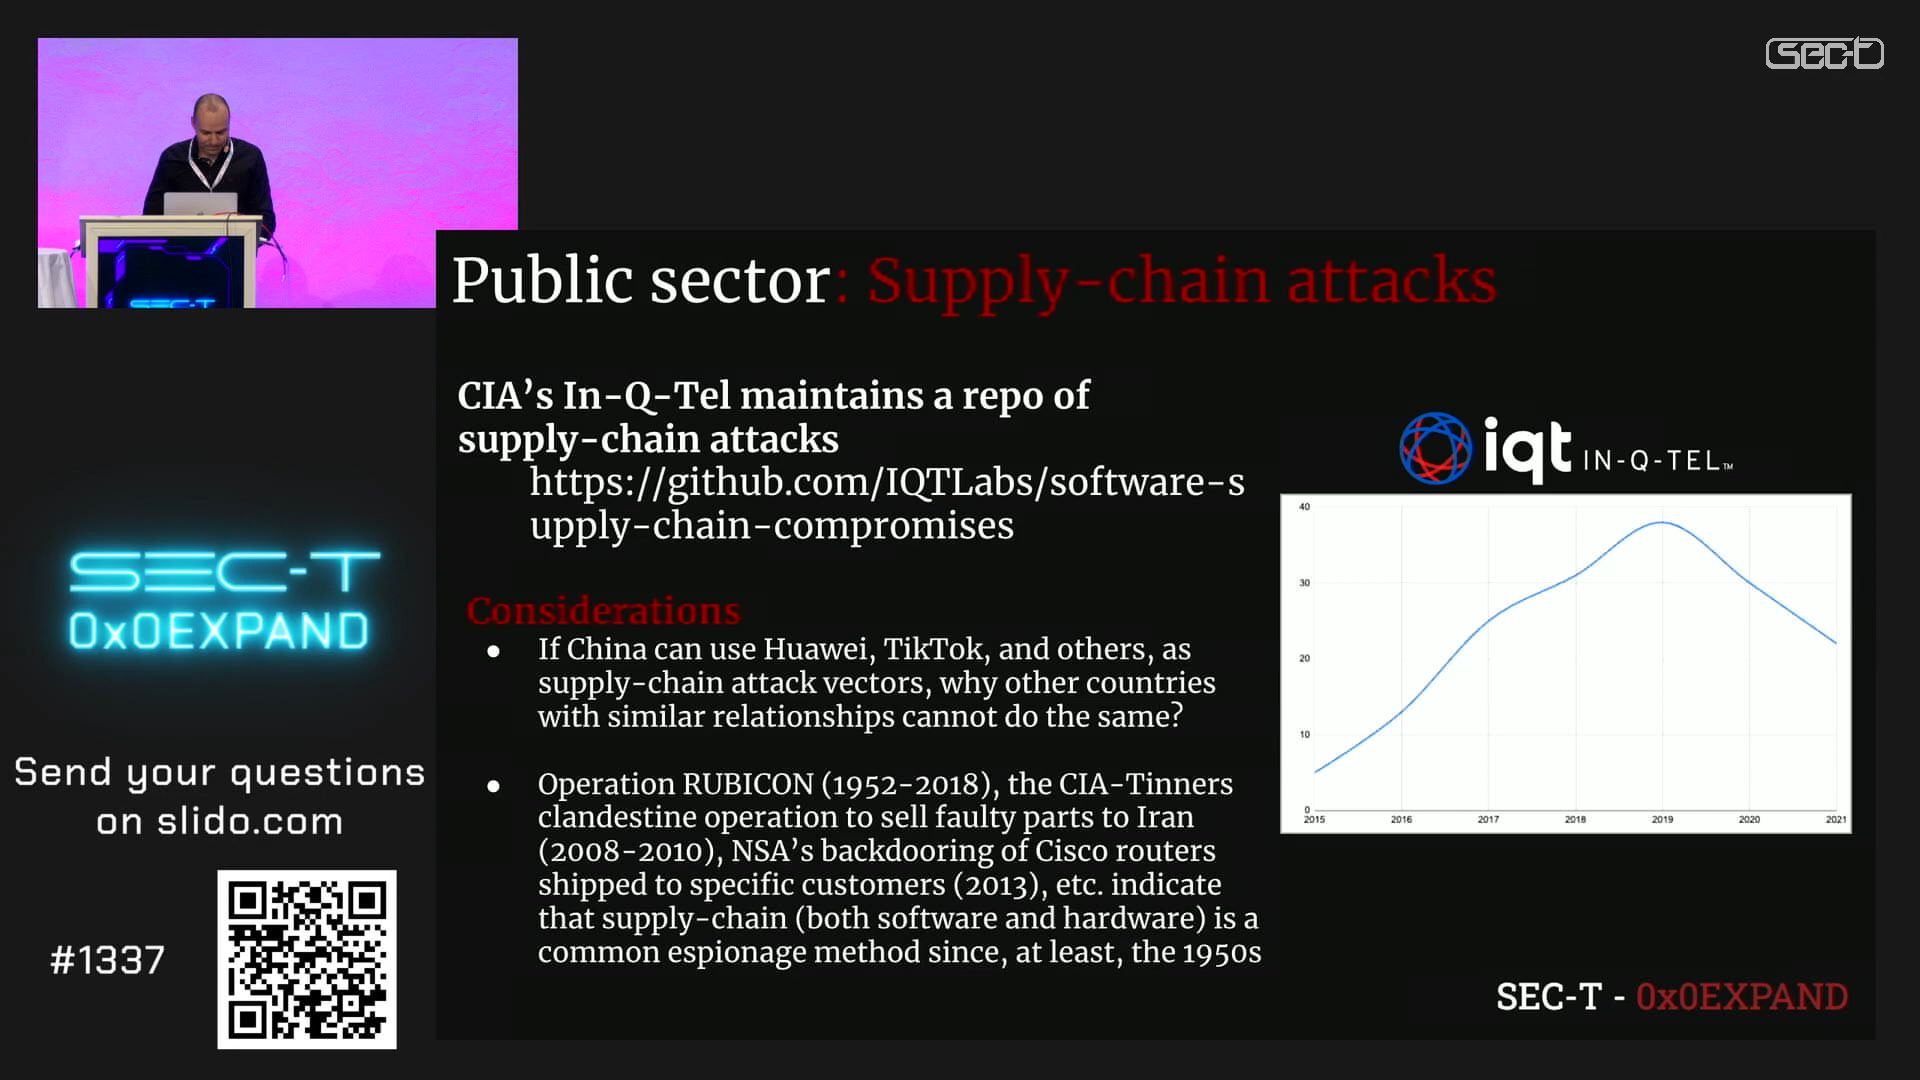 SEC-T
SEC-T
Public sector: Supply-chain attacks
CIA’s In-Q-Tel maintains a repo of
supply-chain attacks
https://github.com/IQTLabs/software-s
upply-chain-compromises
Considerations
● If China can use Huawei, TikTok, and others, as
supply-chain attack vectors, why other countries
with similar relationships cannot do the same?
● Operation RUBICON (1952-2018), the CIA-Tinners
clandestine operation to sell faulty parts to Iran
(2008-2010), NSA’s backdooring of Cisco routers
shipped to specific customers (2013), etc. indicate
that supply-chain (both software and hardware) is a
common espionage method since, at least, the 1950s
iqt IN-Q-TEL™
40
30
20
10
0
2015 2016 2017 2018 2019 2020 2021
SEC-T - 0x0EXPAND
SEC-T
0x0EXPAND
Send your questions
on slido.com
#1337